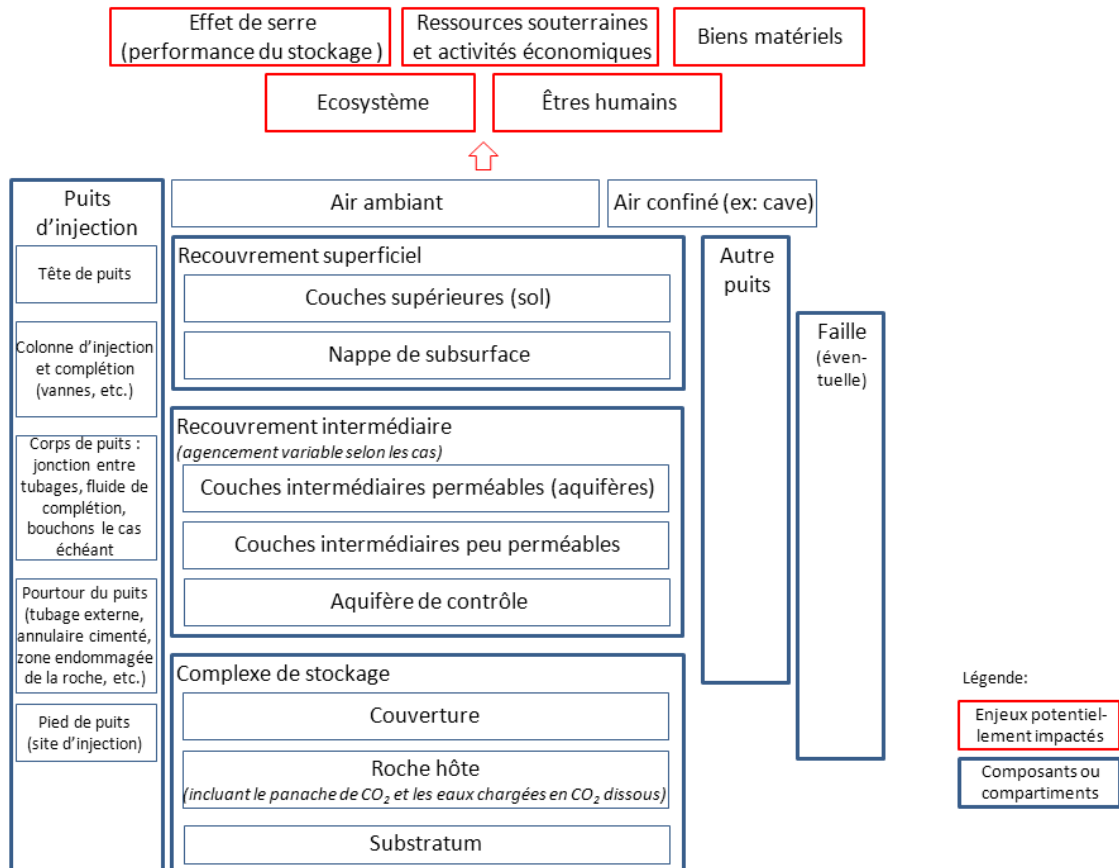 Effet de serre
(performance du stockage )
Ressources souterraines
et activités économiques
Biens matériels
Ecosystème
Êtres humains
Puits
d’injection
Tête de puits
Colonne d’injection
et complétion
(vannes, etc.)
Corps de puits :
jonction entre
tubages, fluide de
complétion,
bouchons le cas
échéant
Pourtour du puits
(tubage externe,
annulaire cimenté,
zone endommagée
de la roche, etc.)
Pied de puits
(site d’injection)
Air ambiant
Air confiné (ex: cave)
Recouvrement superficiel
Couches supérieures (sol)
Nappe de subsurface
Recouvrement intermédiaire
(agencement variable selon les cas)
Couches intermédiaires perméables (aquifères)
Couches intermédiaires peu perméables
Aquifère de contrôle
Complexe de stockage
Couverture
Roche hôte
(incluant le panache de CO₂ et les eaux chargées en CO₂ dissous)
Substratum
Autre
puits
Faille
(éven-
tuelle)
Légende:
Enjeux potentiel-
lement impactés
Composants ou
compartiments